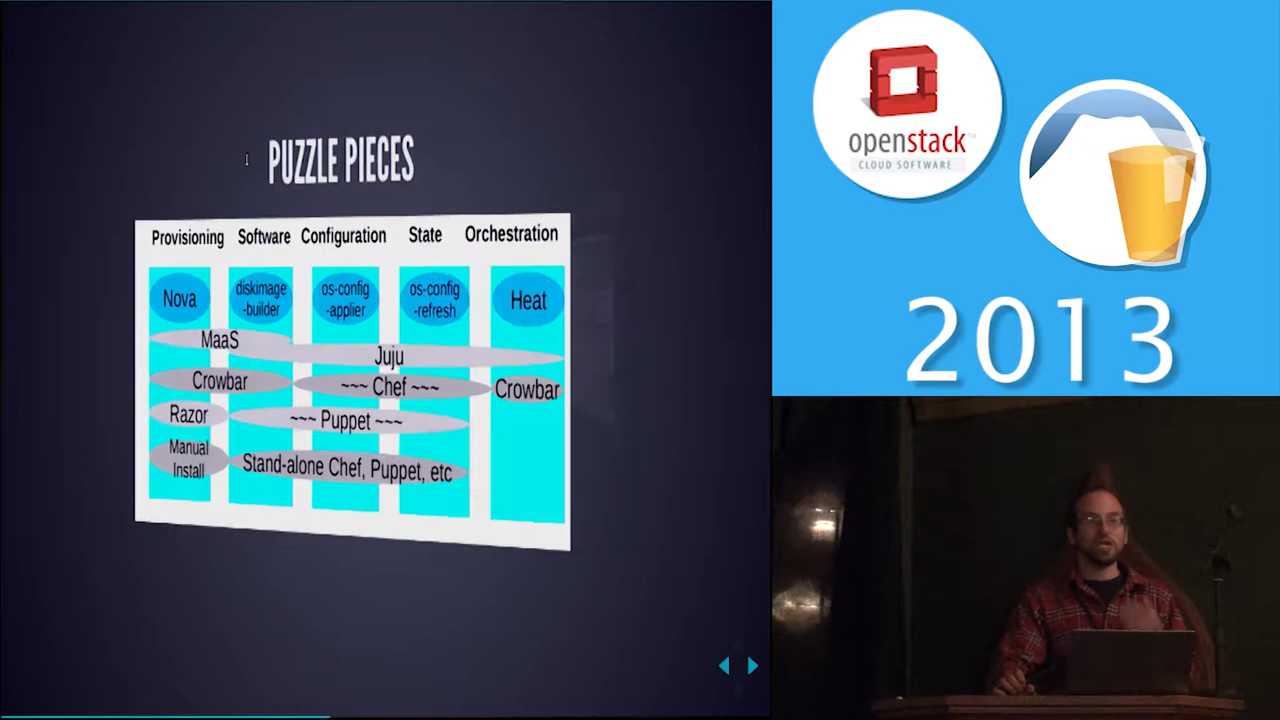 PUZZLE PIECES
Provisioning Software Configuration State Orchestration
Nova
diskimage
-builder
os-config
-applier
os-config
-refresh
Heat
MaaS
Juju
Crowbar
~~~ Chef ~~~
Crowbar
Razor
~~~ Puppet ~~~
Manual
Install
Stand-alone Chef, Puppet, etc
openstack™
CLOUD SOFTWARE
2013